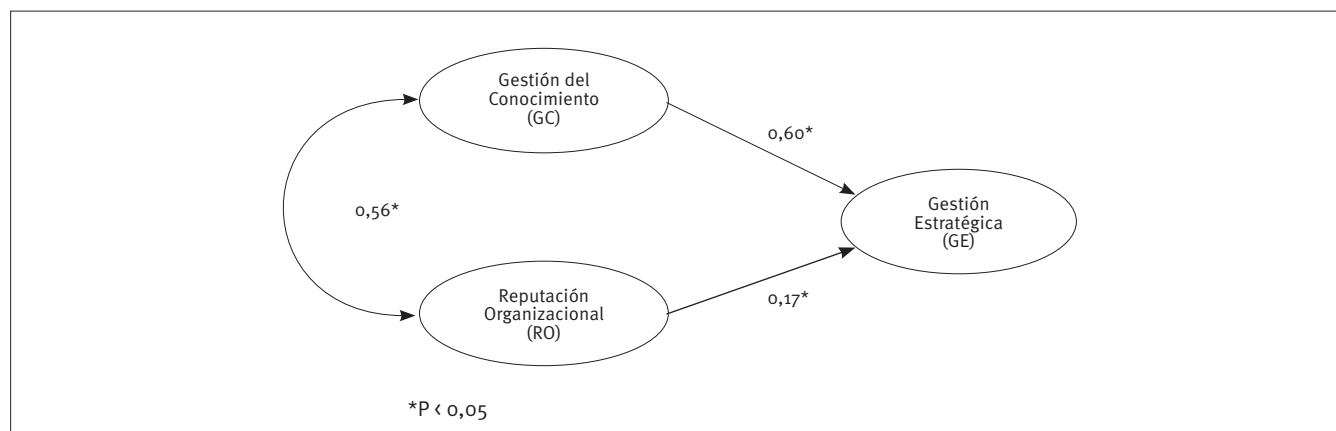 Gestión del
Conocimiento
(GC)
0,60*
0,56*
Gestión
Estratégica
(GE)
Reputación
Organizacional
(RO)
0,17*
*P < 0,05